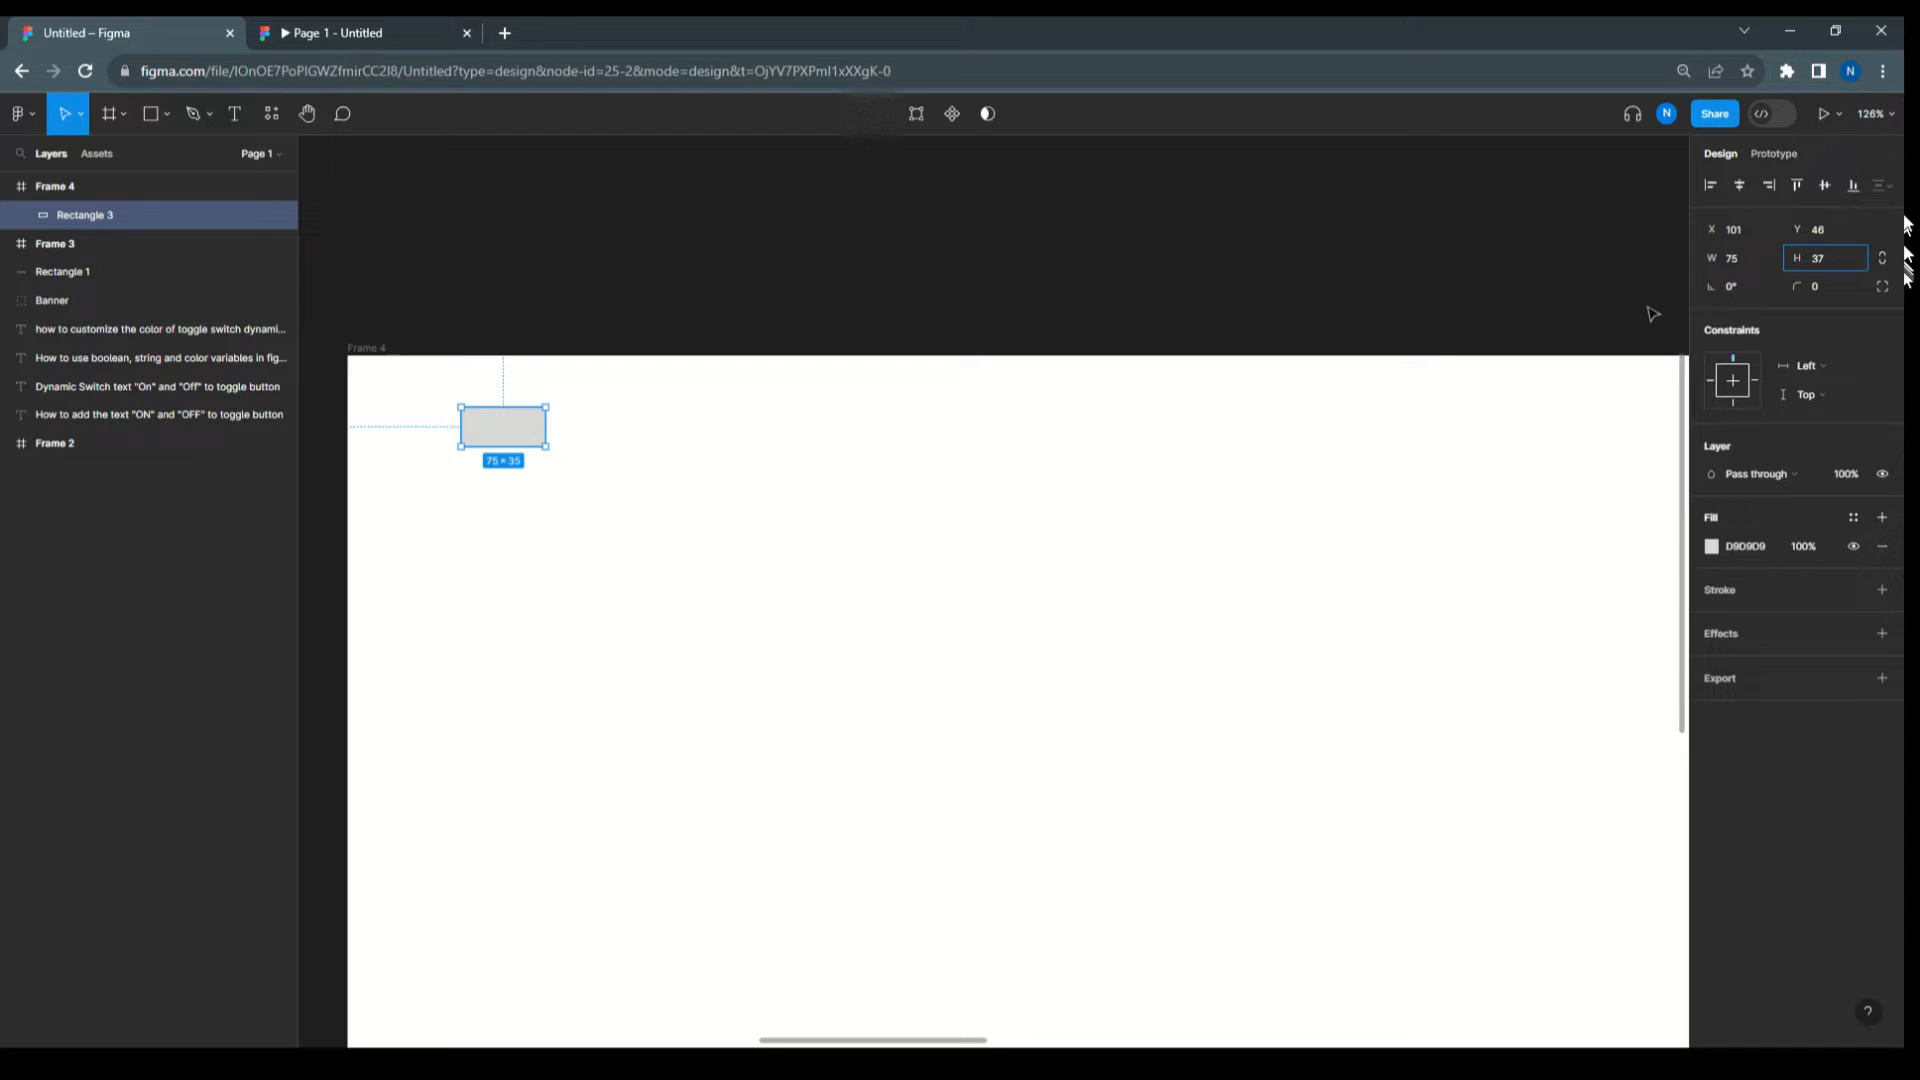 Untitled – Figma
Page 1 - Untitled
figma.com/file/IOnOE7PoPIGWZfmirCC2I8/Untitled?type=design&node-id=25-2&mode=design&t=OjYV7PXPmI1xXXgK-0
N
N
Share
126%
Layers
Assets
Page 1
Design
Prototype
Frame 4
Rectangle 3
Frame 3
Rectangle 1
Banner
how to customize the color of toggle switch dynami...
How to use boolean, string and color variables in fig...
Dynamic Switch text "On" and "Off" to toggle button
How to add the text "ON" and "OFF" to toggle button
Frame 2
Frame 4
75 × 35
X 101
Y 46
W 75
H 37
0°
0
Constraints
Left
Top
Layer
Pass through
100%
Fill
D9D9D9
100%
Stroke
Effects
Export
?